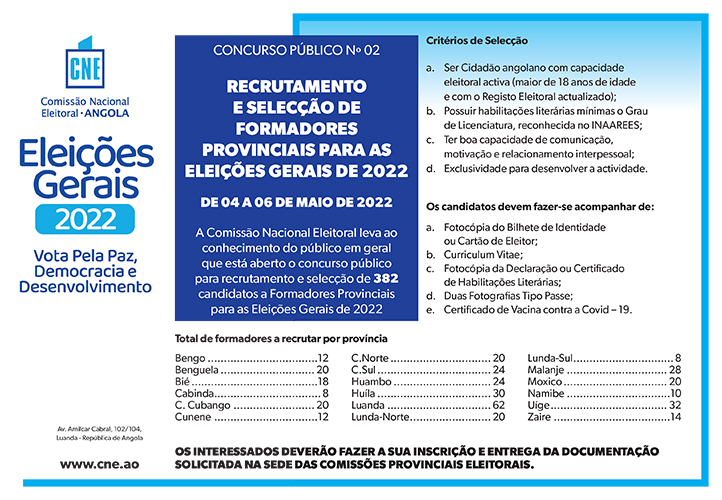 CNE
Comissão Nacional
Eleitoral · ANGOLA
Eleições
Gerais
2022
Vota Pela Paz,
Democracia e
Desenvolvimento
Av. Amilcar Cabral, 102/104,
Luanda - República de Angola
www.cne.ao
CONCURSO PÚBLICO Nº 02
RECRUTAMENTO
E SELECÇÃO DE
FORMADORES
PROVINCIAIS PARA AS
ELEIÇÕES GERAIS DE 2022
DE 04 A 06 DE MAIO DE 2022
A Comissão Nacional Eleitoral leva ao
conhecimento do público em geral
que está aberto o concurso público
para recrutamento e selecção de 382
candidatos a Formadores Provinciais
para as Eleições Gerais de 2022
Critérios de Selecção
a. Ser Cidadão angolano com capacidade
eleitoral activa (maior de 18 anos de idade
e com o Registo Eleitoral actualizado);
b. Possuir habilitações literárias mínimas o Grau
de Licenciatura, reconhecida no INAAREES;
c. Ter boa capacidade de comunicação,
motivação e relacionamento interpessoal;
d. Exclusividade para desenvolver a actividade.
Os candidatos devem fazer-se acompanhar de:
a. Fotocópia do Bilhete de Identidade
ou Cartão de Eleitor;
b. Curriculum Vitae;
c. Fotocópia da Declaração ou Certificado
de Habilitações Literárias;
d. Duas Fotografias Tipo Passe;
e. Certificado de Vacina contra a Covid – 19.
Total de formadores a recrutar por província
Bengo ........................... 12
Benguela ....................... 20
Bié ............................... 18
Cabinda ......................... 8
C. Cubango .................... 20
Cunene ......................... 12
C.Norte ......................... 20
C.Sul ............................ 24
Huambo ........................ 24
Huíla ............................ 30
Luanda ......................... 62
Lunda-Norte ................... 20
Lunda-Sul ...................... 8
Malanje ......................... 28
Moxico .......................... 20
Namibe ......................... 10
Uíge ............................. 32
Zaire ............................ 14
OS INTERESSADOS DEVERÃO FAZER A SUA INSCRIÇÃO E ENTREGA DA DOCUMENTAÇÃO
SOLICITADA NA SEDE DAS COMISSÕES PROVINCIAIS ELEITORAIS.